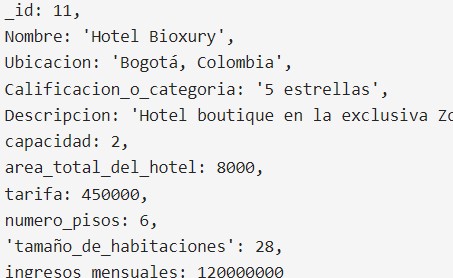 _id: 11,
Nombre: 'Hotel Bioxury',
Ubicacion: 'Bogotá, Colombia',
Calificacion_o_categoria: '5 estrellas',
Descripcion: 'Hotel boutique en la exclusiva Zo
capacidad: 2,
area_total_del_hotel: 8000,
tarifa: 450000,
numero_pisos: 6,
'tamaño_de_habitaciones': 28,
ingresos_mensuales: 120000000